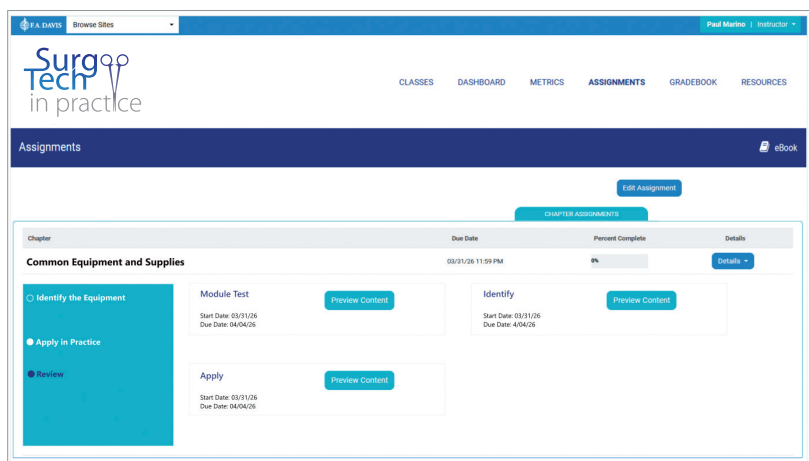 F.A. DAVIS Browse Sites Paul Marino | Instructor
Surg
Tech
in practice
CLASSES DASHBOARD METRICS ASSIGNMENTS GRADEBOOK RESOURCES
Assignments eBook
Edit Assignment
CHAPTER ASSIGNMENTS
Chapter Due Date Percent Complete Details
Common Equipment and Supplies 03/31/26 11:59 PM 0% Details
Identify the Equipment
Apply in Practice
Review
Module Test Preview Content
Start Date: 03/31/26
Due Date: 04/04/26
Identify Preview Content
Start Date: 03/31/26
Due Date: 4/04/26
Apply Preview Content
Start Date: 03/31/26
Due Date: 04/04/26